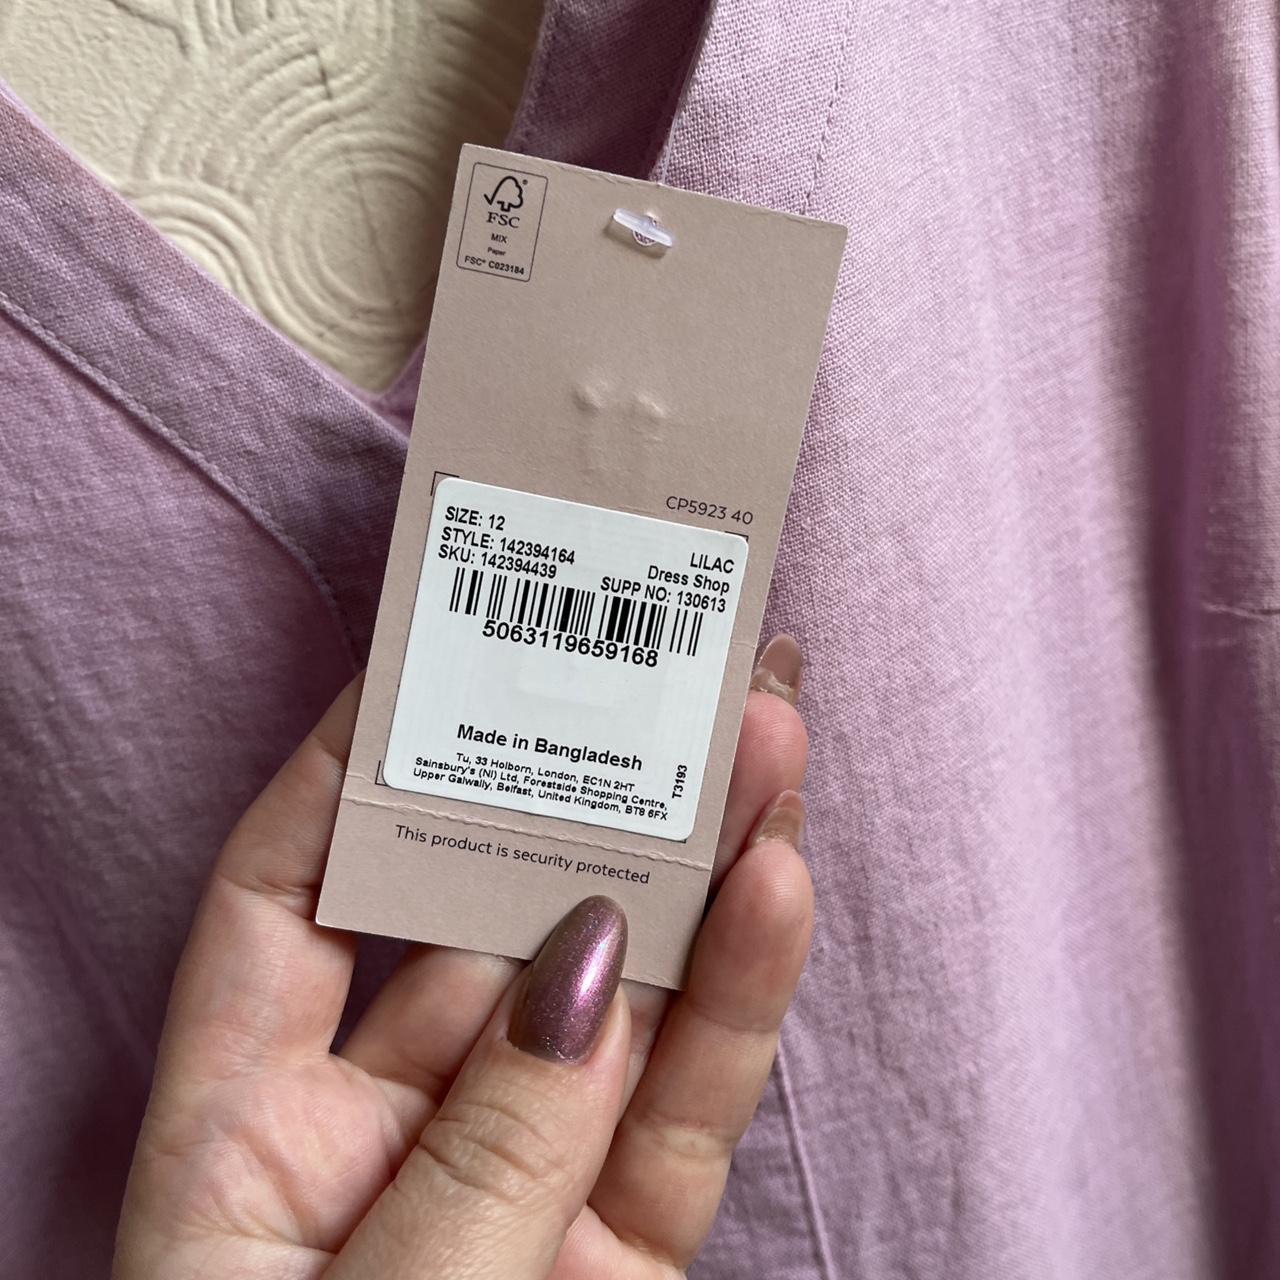 FSC®
MIX
Paper
FSC® C023184
CP5923 40
SIZE: 12
LILAC
STYLE: 142394164
Dress Shop
SKU: 142394439
SUPP NO: 130613
5063119659168
Made in Bangladesh
Tu, 33 Holborn, London, EC1N 2HT
Sainsbury's (NI) Ltd, Forestside Shopping Centre,
Upper Galwally, Belfast, United Kingdom, BT8 6FX
T3193
This product is security protected